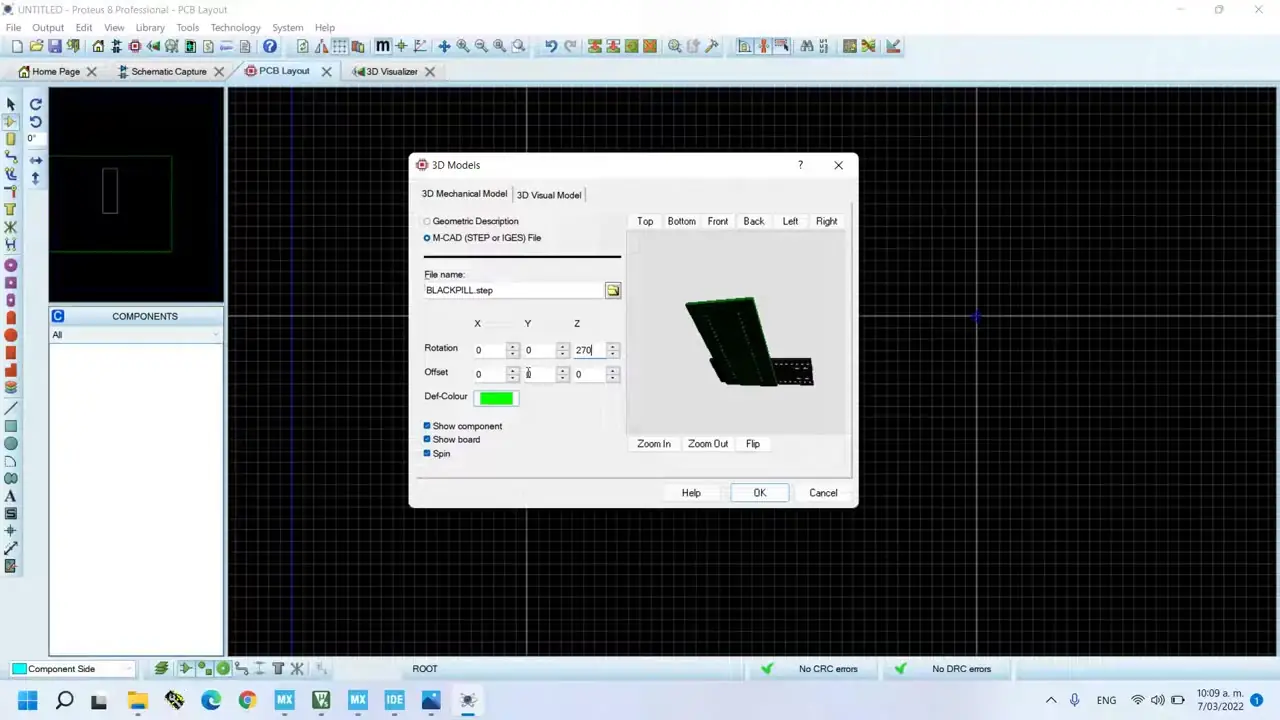 UNTITLED - Proteus 8 Professional - PCB Layout
File Output Edit View Library Tools Technology System Help
Home Page Schematic Capture PCB Layout 3D Visualizer
0°
COMPONENTS
All
3D Models
3D Mechanical Model 3D Visual Model
Geometric Description
M-CAD (STEP or IGES) File
Top Bottom Front Back Left Right
File name:
BLACKPILL.step
X Y Z
Rotation 0 0 270
Offset 0 0 0
Def-Colour
Show component
Show board
Spin
Zoom In Zoom Out Flip
Help OK Cancel
Component Side
ROOT
No CRC errors
No DRC errors
ENG
10:09 a. m.
7/03/2022
1